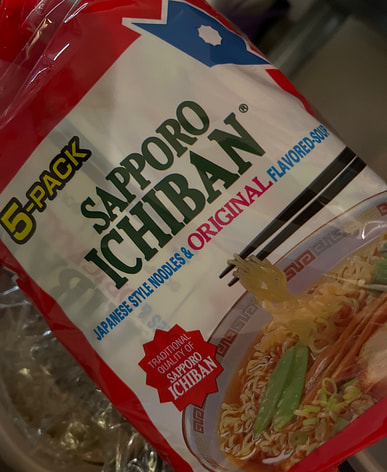 5-PACK
SAPPORO
ICHIBAN®
JAPANESE STYLE NOODLES & ORIGINAL FLAVORED SOUP
TRADITIONAL
QUALITY OF
SAPPORO
ICHIBAN